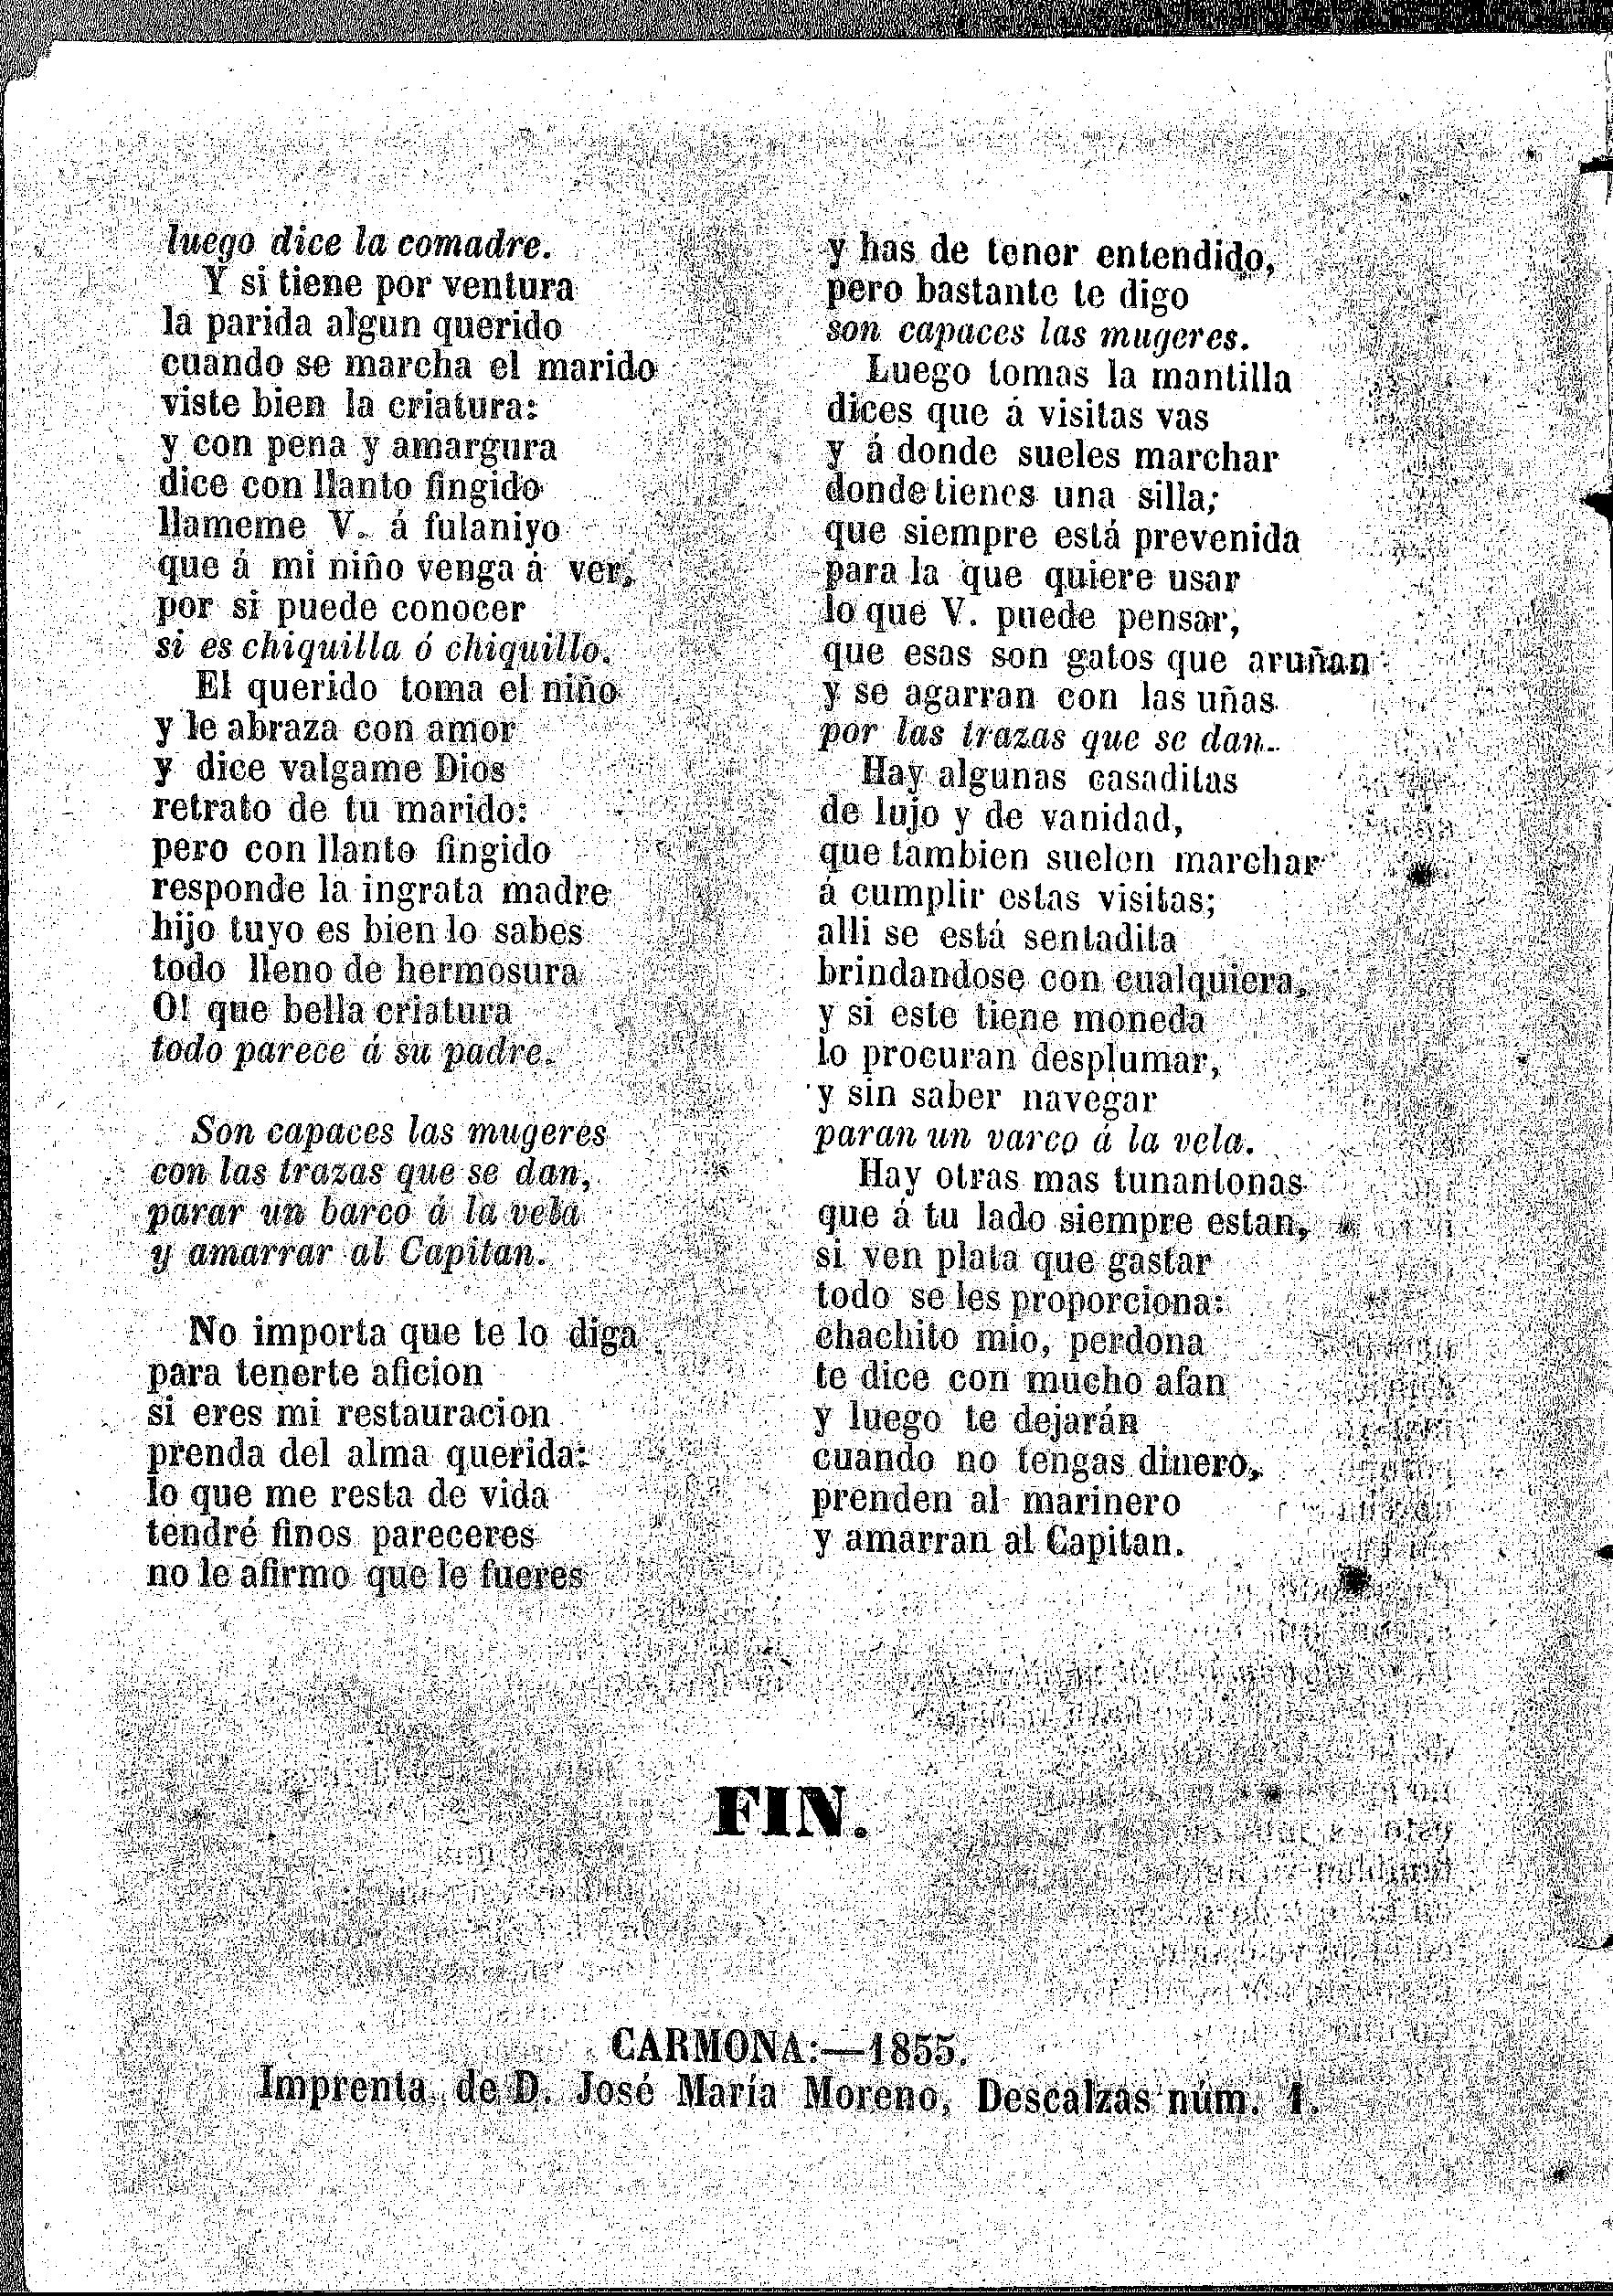 luego dice la comadre.
Y si tiene por ventura
la parida algun querido
cuando se marcha el marido
viste bien la criatura:
y con pena y amargura
dice con llanto fingido
llameme V. á fulaniyo
que á mi niño venga á ver,
por si puede conocer
si es chiquilla ó chiquillo.
El querido toma el niño
y le abraza con amor
y dice valgame Dios
retrato de tu marido:
pero con llanto fingido
responde la ingrata madre
hijo tuyo es bien lo sabes
todo lleno de hermosura
O! que bella criatura
todo parece á su padre.
Son capaces las mugeres
con las trazas que se dan,
parar un barco á la vela
y amarrar al Capitan.
No importa que te lo diga
para tenerte aficion
si eres mi restauracion
prenda del alma querida:
lo que me resta de vida
tendré finos pareceres
no le afirmo que le fueres
y has de tener entendido,
pero bastante te digo
son capaces las mugeres.
Luego tomas la mantilla
dices que á visitas vas
y á donde sueles marchar
donde tienes una silla;
que siempre está prevenida
para la que quiere usar
lo que V. puede pensar,
que esas son gatos que aruñan
y se agarran con las uñas
por las trazas que se dan.
Hay algunas casaditas
de lujo y de vanidad,
que tambien suelen marchar
á cumplir estas visitas;
alli se está sentadita
brindandose con cualquiera,
y si este tiene moneda
lo procuran desplumar,
y sin saber navegar
paran un varco á la vela.
Hay otras mas tunantonas
que á tu lado siempre estan,
si ven plata que gastar
todo se les proporciona:
chachito mio, perdona
te dice con mucho afan
y luego te dejarán
cuando no tengas dinero,
prenden al marinero
y amarran al Capitan.
FIN.
CARMONA:—1855.
Imprenta de D. José María Moreno, Descalzas núm. 1.